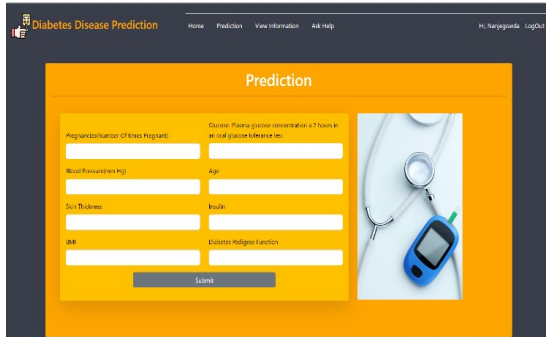 Diabetes Disease Prediction
Home Prediction View Information Ask Help
Hi, Nanjegowda LogOut
Prediction
Pregnancies(Number Of times Pregnant)
Glucose: Plasma glucose concentration a 2 hours in
an oral glucose tolerance test
Blood Pressure(mm Hg)
Age
Skin Thickness
Insulin
BMI
Diabetes Pedigree Function
Submit